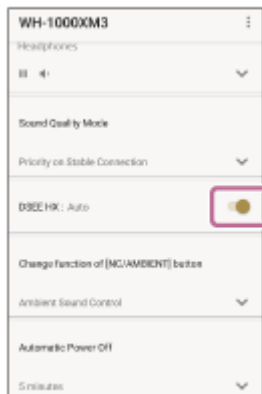 WH-1000XM3
Headphones
Sound Quality Mode
Priority on Stable Connection
DSEE HX : Auto
Change function of [NC/AMBIENT] button
Ambient Sound Control
Automatic Power Off
5 minutes